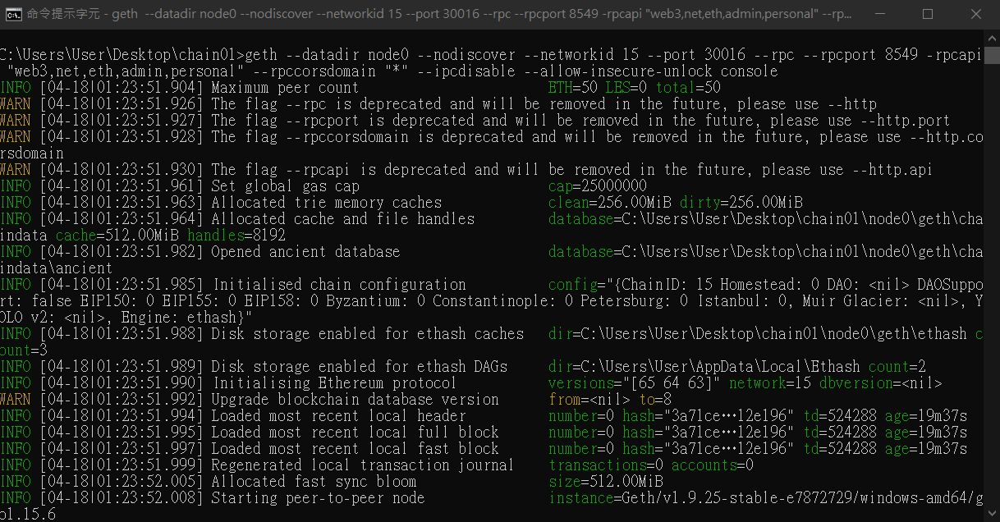 命令提示字元 - geth --datadir node0 --nodiscover --networkid 15 --port 30016 --rpc --rpcport 8549 -rpcapi "web3,net,eth,admin,personal" --rp...
C:\Users\User\Desktop\chain01>geth --datadir node0 --nodiscover --networkid 15 --port 30016 --rpc --rpcport 8549 -rpcapi
"web3,net,eth,admin,personal" --rpccorsdomain "*" --ipcdisable --allow-insecure-unlock console
INFO [04-18|01:23:51.904] Maximum peer count ETH=50 LES=0 total=50
WARN [04-18|01:23:51.926] The flag --rpc is deprecated and will be removed in the future, please use --http
WARN [04-18|01:23:51.927] The flag --rpcport is deprecated and will be removed in the future, please use --http.port
WARN [04-18|01:23:51.928] The flag --rpccorsdomain is deprecated and will be removed in the future, please use --http.co
rsdomain
WARN [04-18|01:23:51.930] The flag --rpcapi is deprecated and will be removed in the future, please use --http.api
INFO [04-18|01:23:51.961] Set global gas cap cap=25000000
INFO [04-18|01:23:51.963] Allocated trie memory caches clean=256.00MiB dirty=256.00MiB
INFO [04-18|01:23:51.964] Allocated cache and file handles database=C:\Users\User\Desktop\chain01\node0\geth\cha
indata cache=512.00MiB handles=8192
INFO [04-18|01:23:51.982] Opened ancient database database=C:\Users\User\Desktop\chain01\node0\geth\cha
indata\ancient
INFO [04-18|01:23:51.985] Initialised chain configuration config="{ChainID: 15 Homestead: 0 DAO: <nil> DAOSuppo
rt: false EIP150: 0 EIP155: 0 EIP158: 0 Byzantium: 0 Constantinople: 0 Petersburg: 0 Istanbul: 0, Muir Glacier: <nil>, Y
OLO v2: <nil>, Engine: ethash}"
INFO [04-18|01:23:51.988] Disk storage enabled for ethash caches dir=C:\Users\User\Desktop\chain01\node0\geth\ethash c
ount=3
INFO [04-18|01:23:51.989] Disk storage enabled for ethash DAGs dir=C:\Users\User\AppData\Local\Ethash count=2
INFO [04-18|01:23:51.990] Initialising Ethereum protocol versions="[65 64 63]" network=15 dbversion=<nil>
WARN [04-18|01:23:51.992] Upgrade blockchain database version from=<nil> to=8
INFO [04-18|01:23:51.994] Loaded most recent local header number=0 hash="3a71ce…12e196" td=524288 age=19m37s
INFO [04-18|01:23:51.995] Loaded most recent local full block number=0 hash="3a71ce…12e196" td=524288 age=19m37s
INFO [04-18|01:23:51.997] Loaded most recent local fast block number=0 hash="3a71ce…12e196" td=524288 age=19m37s
INFO [04-18|01:23:51.999] Regenerated local transaction journal transactions=0 accounts=0
INFO [04-18|01:23:52.005] Allocated fast sync bloom size=512.00MiB
INFO [04-18|01:23:52.008] Starting peer-to-peer node instance=Geth/v1.9.25-stable-e7872729/windows-amd64/g
o1.15.6